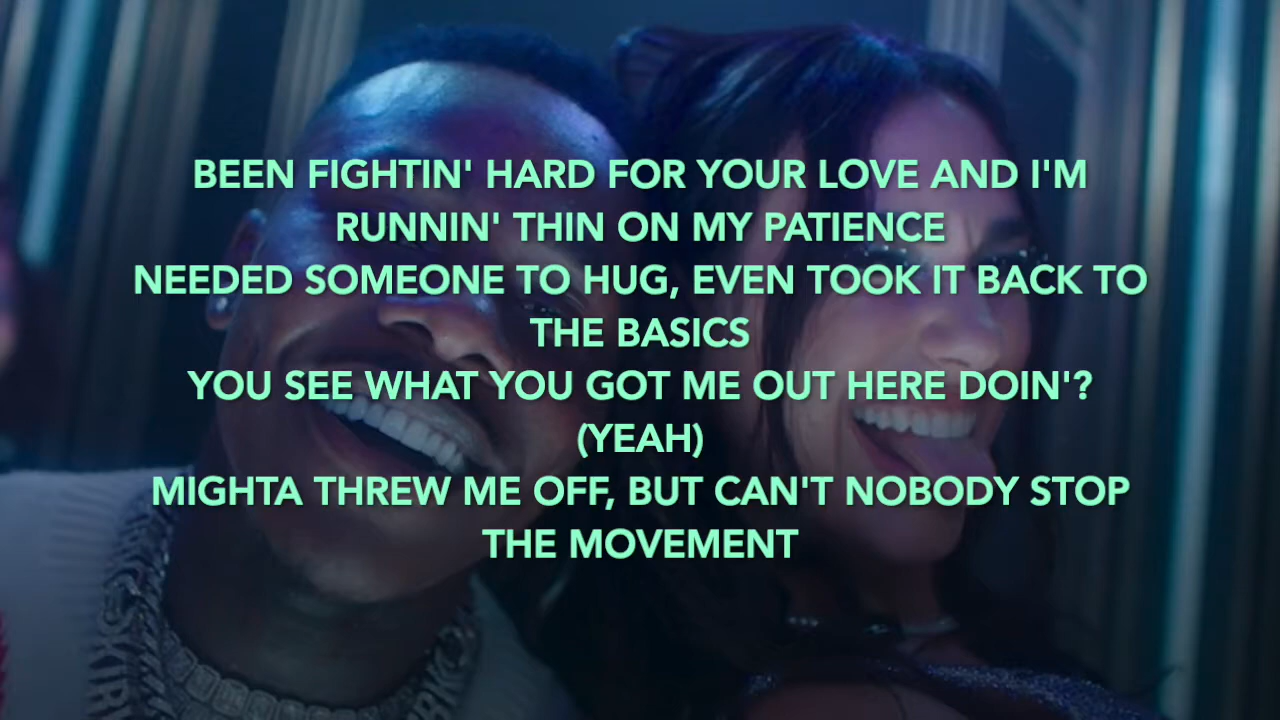 BEEN FIGHTIN' HARD FOR YOUR LOVE AND I'M
RUNNIN' THIN ON MY PATIENCE
NEEDED SOMEONE TO HUG, EVEN TOOK IT BACK TO
THE BASICS
YOU SEE WHAT YOU GOT ME OUT HERE DOIN'?
(YEAH)
MIGHTA THREW ME OFF, BUT CAN'T NOBODY STOP
THE MOVEMENT